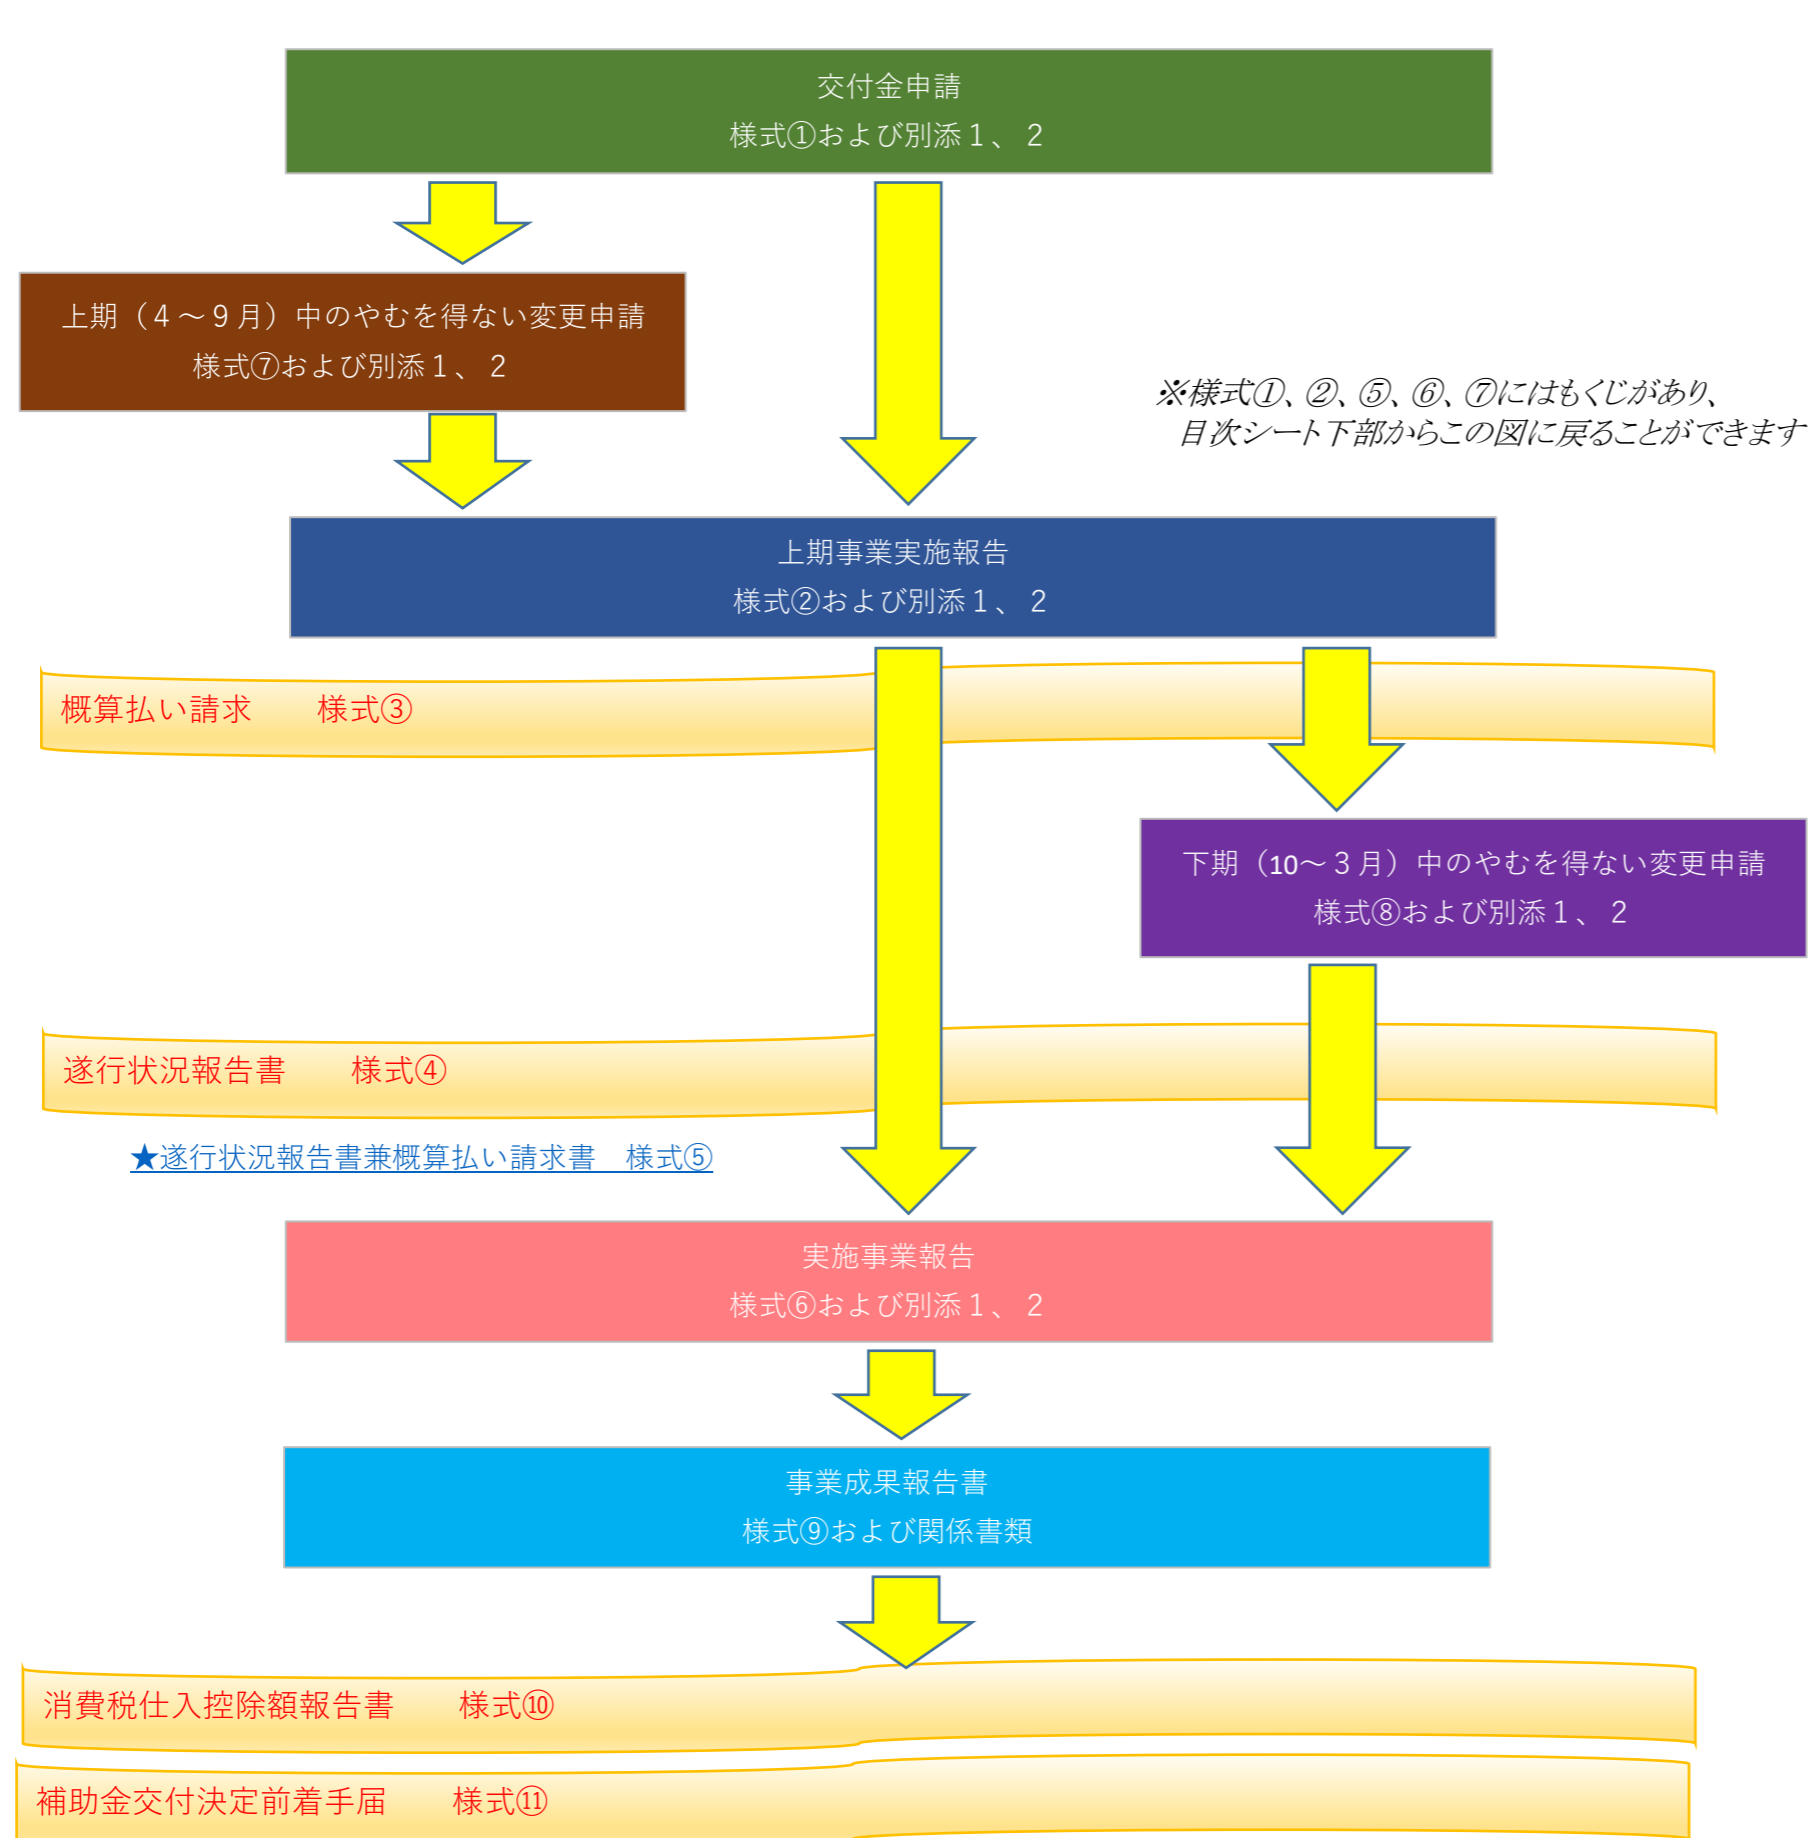 交付金申請
様式①および別添１、２
上期（４～９月）中のやむを得ない変更申請
様式⑦および別添１、２
※様式①、②、⑤、⑥、⑦にはもくじがあり、
目次シート下部からこの図に戻ることができます
上期事業実施報告
様式②および別添１、２
概算払い請求　　様式③
下期（10～３月）中のやむを得ない変更申請
様式⑧および別添１、２
遂行状況報告書　　様式④
★遂行状況報告書兼概算払い請求書　様式⑤
実施事業報告
様式⑥および別添１、２
事業成果報告書
様式⑨および関係書類
消費税仕入控除額報告書　　様式⑩
補助金交付決定前着手届　　様式⑪